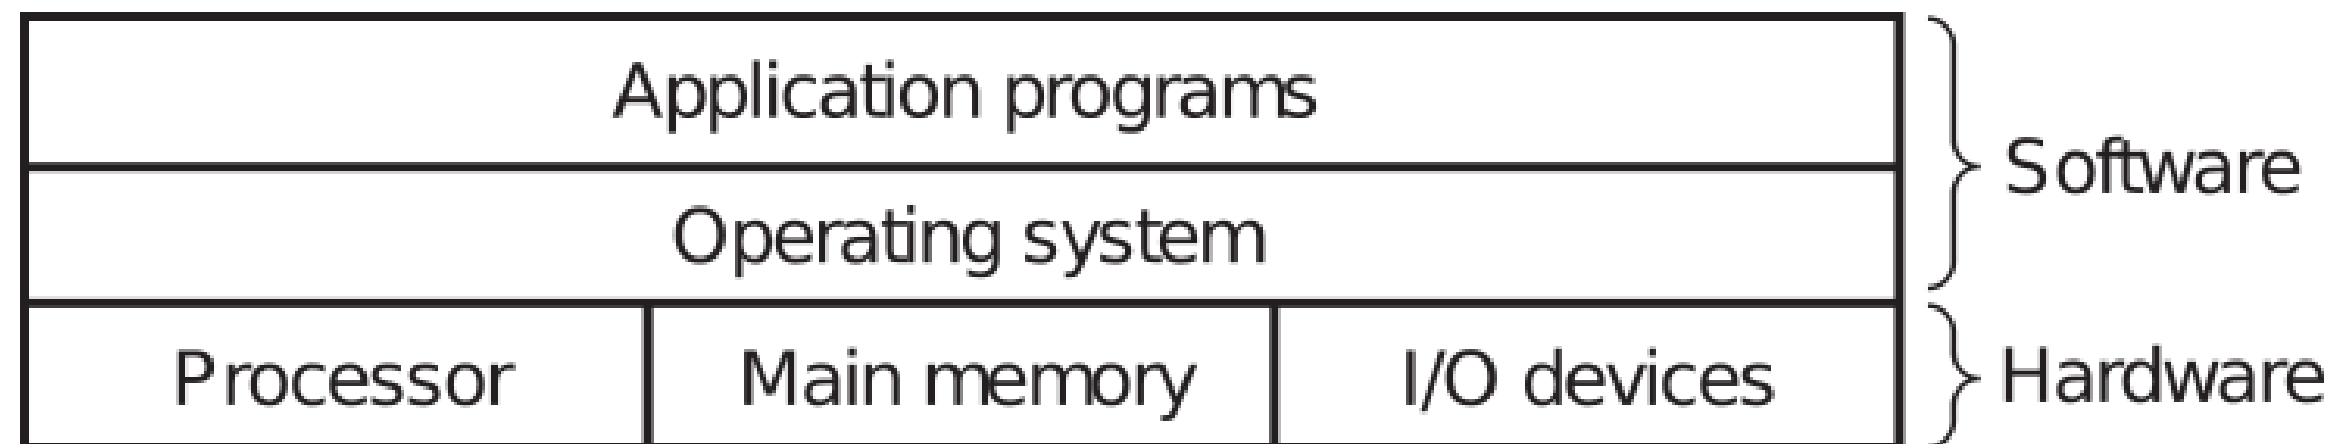 Application programs
Software
Operating system
Processor Main memory I/O devices Hardware